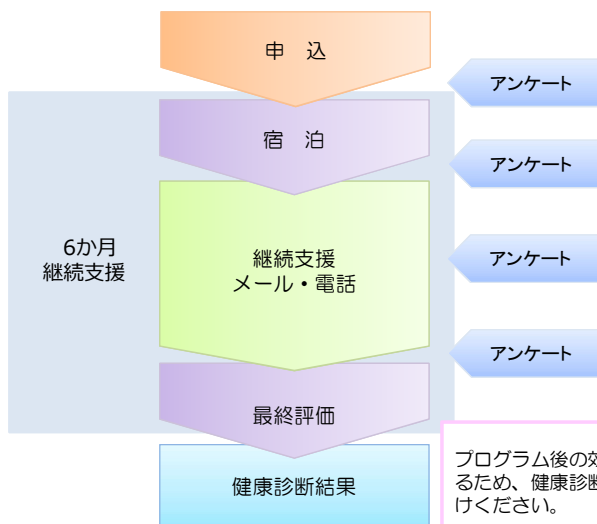 申　込
アンケート
宿　泊
アンケート
6か月
継続支援
継続支援
メール・電話
アンケート
アンケート
最終評価
健康診断結果
プログラム後の
るため、健康診断
けください。